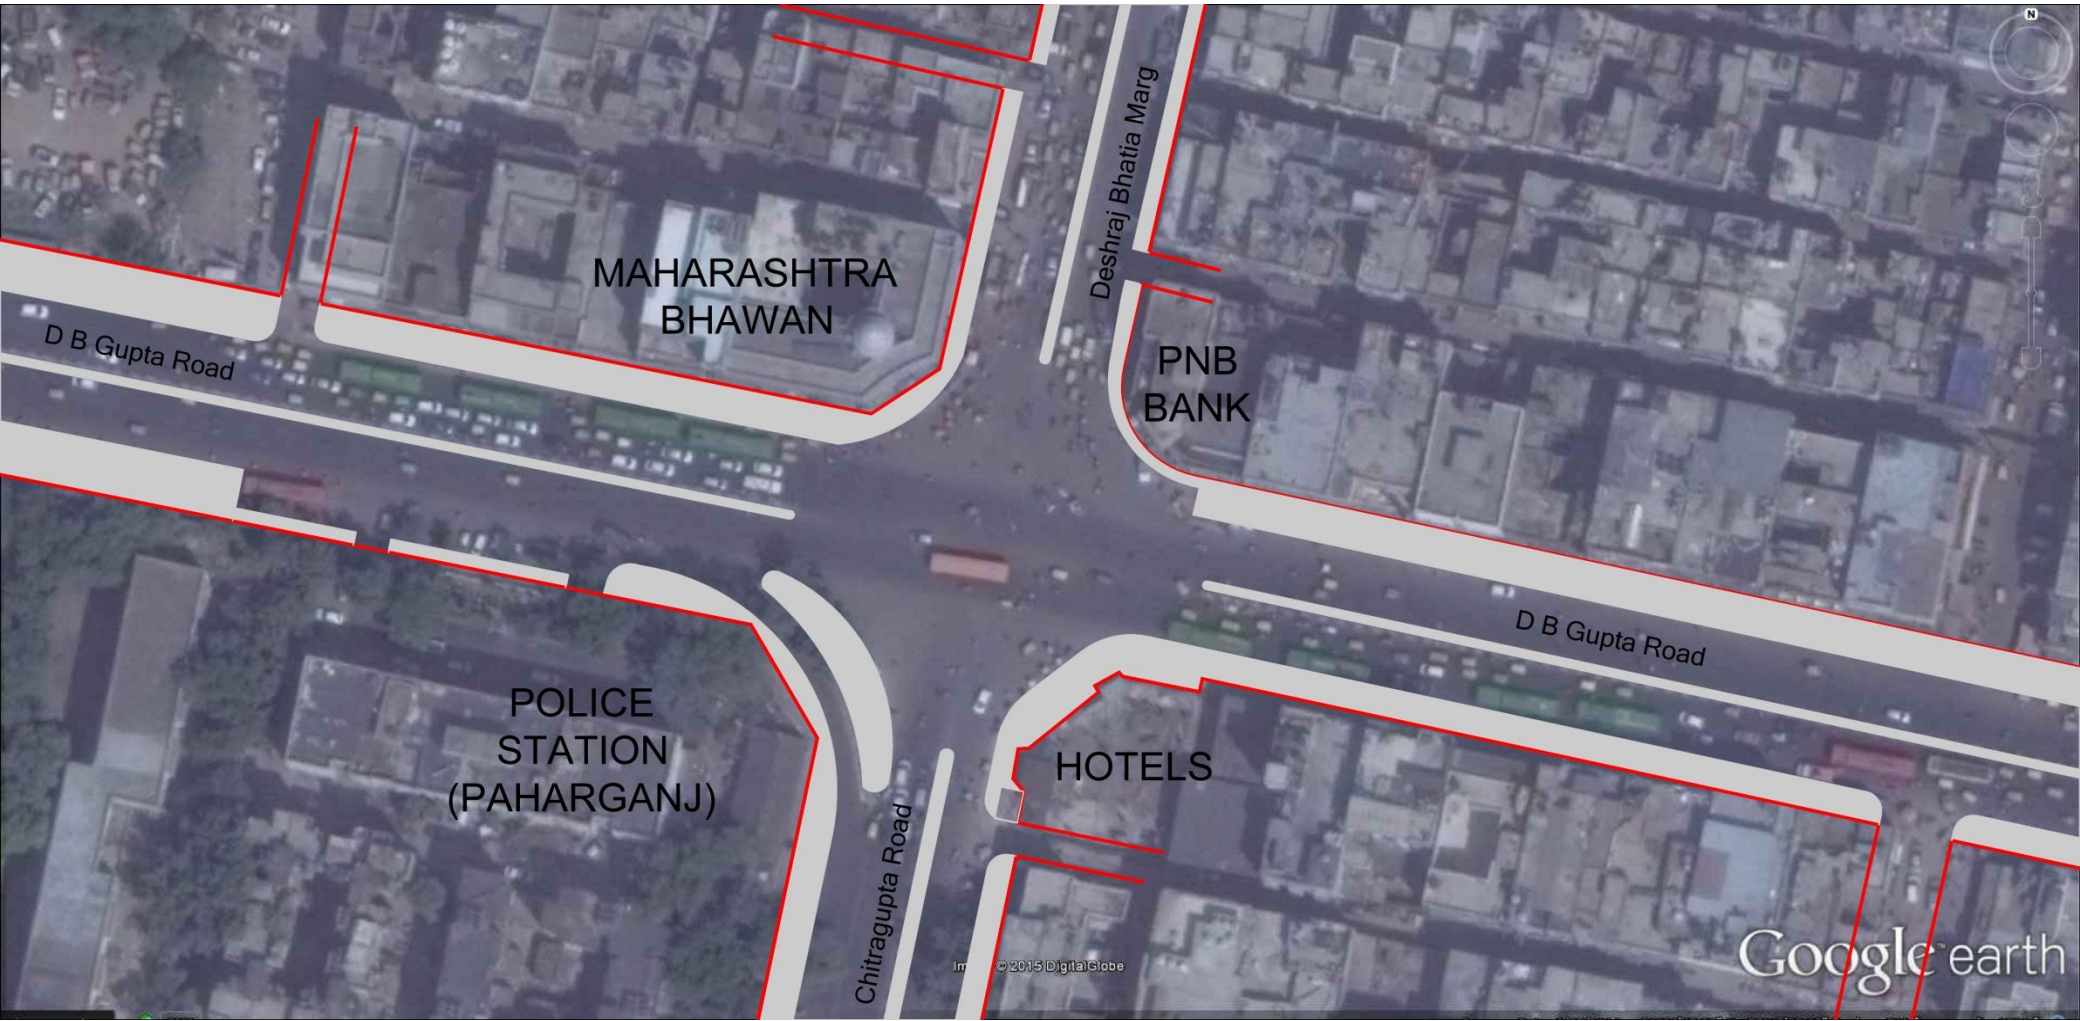 N
Deshraj Bhatia Marg
MAHARASHTRA
BHAWAN
D B Gupta Road
PNB
BANK
D B Gupta Road
POLICE
STATION
(PAHARGANJ)
HOTELS
Chitragupta Road
© 2015 DigitalGlobe
Google earth